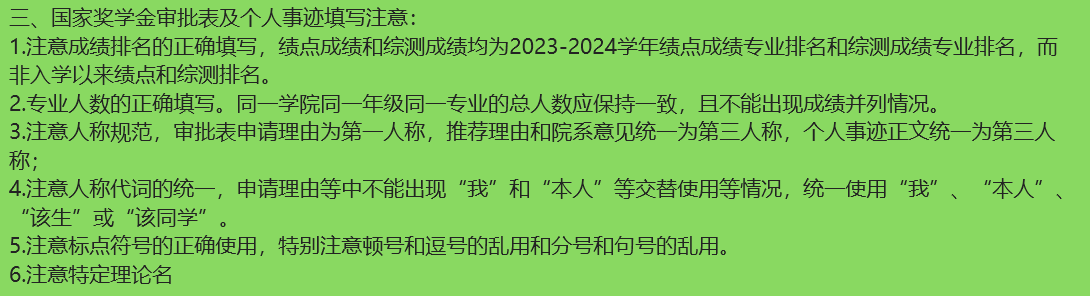 三、国家奖学金审批表及个人事迹填写注意：
1.注意成绩排名的正确填写，绩点成绩和综测成绩均为2023-2024学年绩点成绩专业排名和综测成绩专业排名，而
非入学以来绩点和综测排名。
2.专业人数的正确填写。同一学院同一年级同一专业的总人数应保持一致，且不能出现成绩并列情况。
3.注意人称规范，审批表申请理由为第一人称，推荐理由和院系意见统一为第三人称，个人事迹正文统一为第三人
称；
4.注意人称代词的统一，申请理由等中不能出现“我”和“本人”等交替使用等情况，统一使用“我”、“本人”、
“该生”或“该同学”。
5.注意标点符号的正确使用，特别注意顿号和逗号的乱用和分号和句号的乱用。
6.注意特定理论名